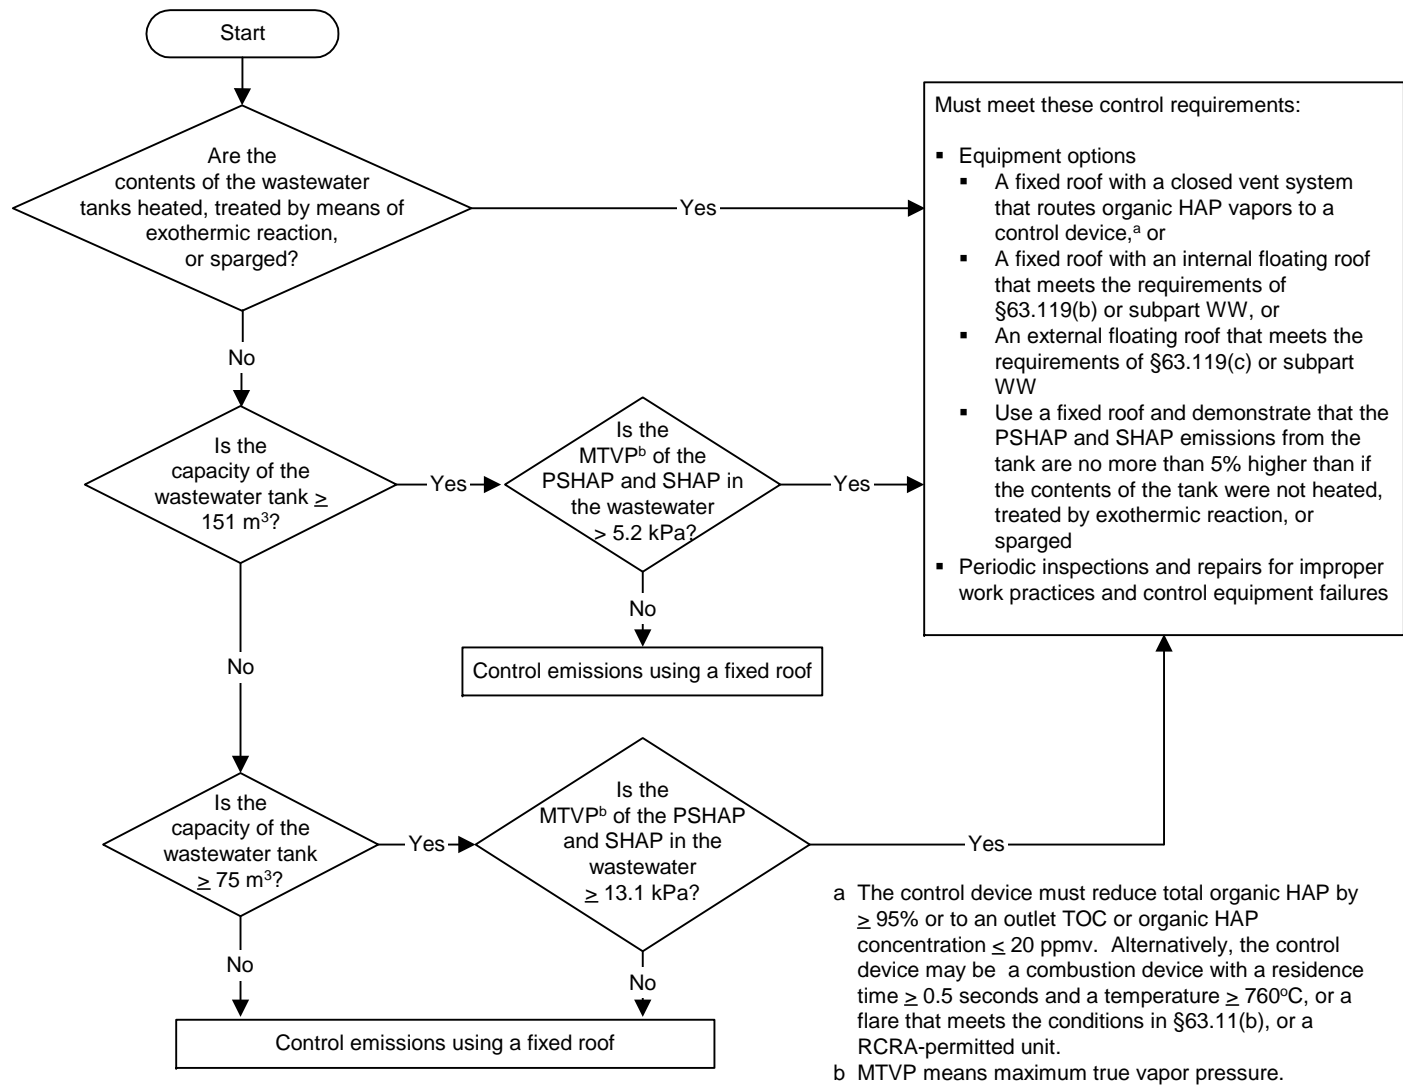 Start
Are the
contents of the wastewater
tanks heated, treated by means of
exothermic reaction,
or sparged?
Yes
No
Is the
capacity of the
wastewater tank ≥
151 m³?
Yes
Is the
MTVPᵇ of the
PSHAP and SHAP in
the wastewater
≥ 5.2 kPa?
Yes
No
Control emissions using a fixed roof
No
Is the
capacity of the
wastewater tank
≥ 75 m³?
Yes
Is the
MTVPᵇ of the PSHAP
and SHAP in the
wastewater
≥ 13.1 kPa?
Yes
No
No
Control emissions using a fixed roof
Must meet these control requirements:
▪ Equipment options
▪ A fixed roof with a closed vent system
that routes organic HAP vapors to a
control device,ᵃ or
▪ A fixed roof with an internal floating roof
that meets the requirements of
§63.119(b) or subpart WW, or
▪ An external floating roof that meets the
requirements of §63.119(c) or subpart
WW
▪ Use a fixed roof and demonstrate that the
PSHAP and SHAP emissions from the
tank are no more than 5% higher than if
the contents of the tank were not heated,
treated by exothermic reaction, or
sparged
▪ Periodic inspections and repairs for improper
work practices and control equipment failures
a The control device must reduce total organic HAP by
≥ 95% or to an outlet TOC or organic HAP
concentration ≤ 20 ppmv. Alternatively, the control
device may be a combustion device with a residence
time ≥ 0.5 seconds and a temperature ≥ 760ºC, or a
flare that meets the conditions in §63.11(b), or a
RCRA-permitted unit.
b MTVP means maximum true vapor pressure.